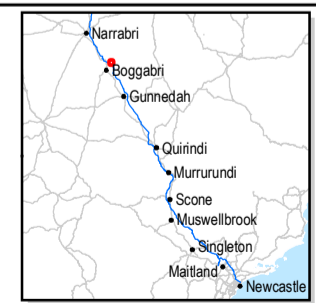 Narrabri
Boggabri
Gunnedah
Quirindi
Murrurundi
Scone
Muswellbrook
Singleton
Maitland
Newcastle